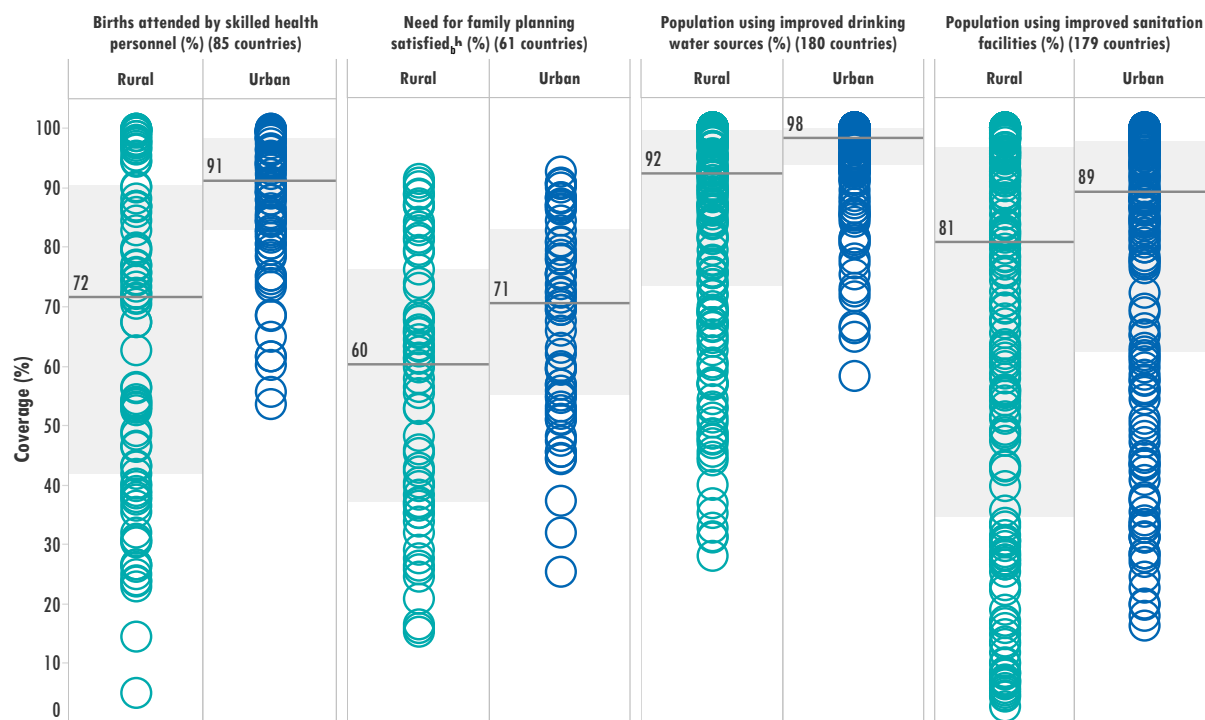 Births attended by skilled health
personnel (%) (85 countries)
Need for family planning
satisfied,ᵇʰ (%) (61 countries)
Population using improved drinking
water sources (%) (180 countries)
Population using improved sanitation
facilities (%) (179 countries)
Rural
Urban
Rural
Urban
Rural
Urban
Rural
Urban
Coverage (%)
100
90
80
70
60
50
40
30
20
10
0
72
91
60
71
92
98
81
89